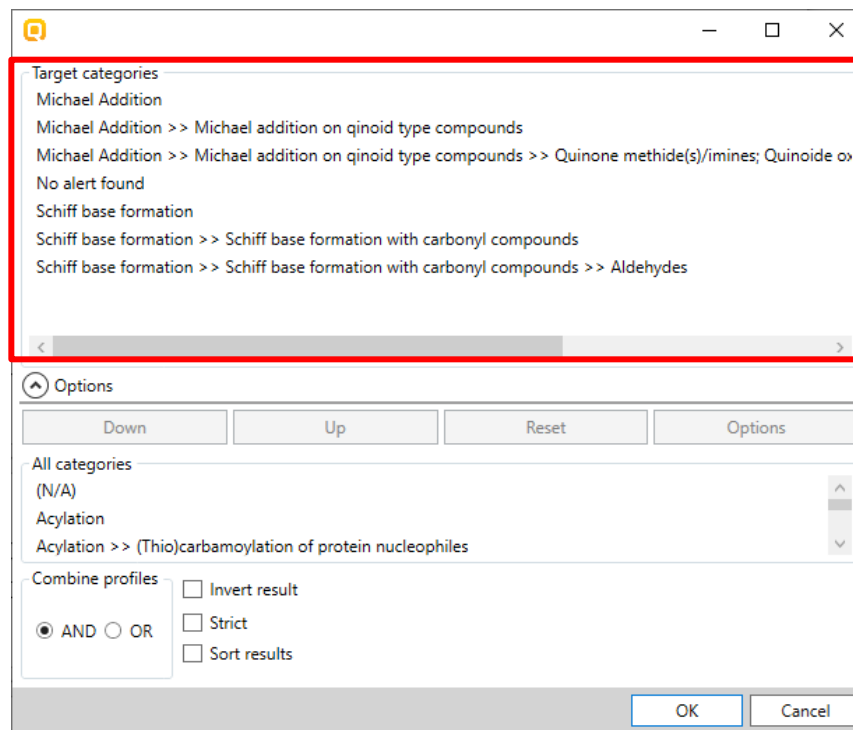 Target categories
Michael Addition
Michael Addition >> Michael addition on qinoid type compounds
Michael Addition >> Michael addition on qinoid type compounds >> Quinone methide(s)/imines; Quinoide ox
No alert found
Schiff base formation
Schiff base formation >> Schiff base formation with carbonyl compounds
Schiff base formation >> Schiff base formation with carbonyl compounds >> Aldehydes
Options
Down Up Reset Options
All categories
(N/A)
Acylation
Acylation >> (Thio)carbamoylation of protein nucleophiles
Combine profiles
Invert result
AND OR
Strict
Sort results
OK Cancel